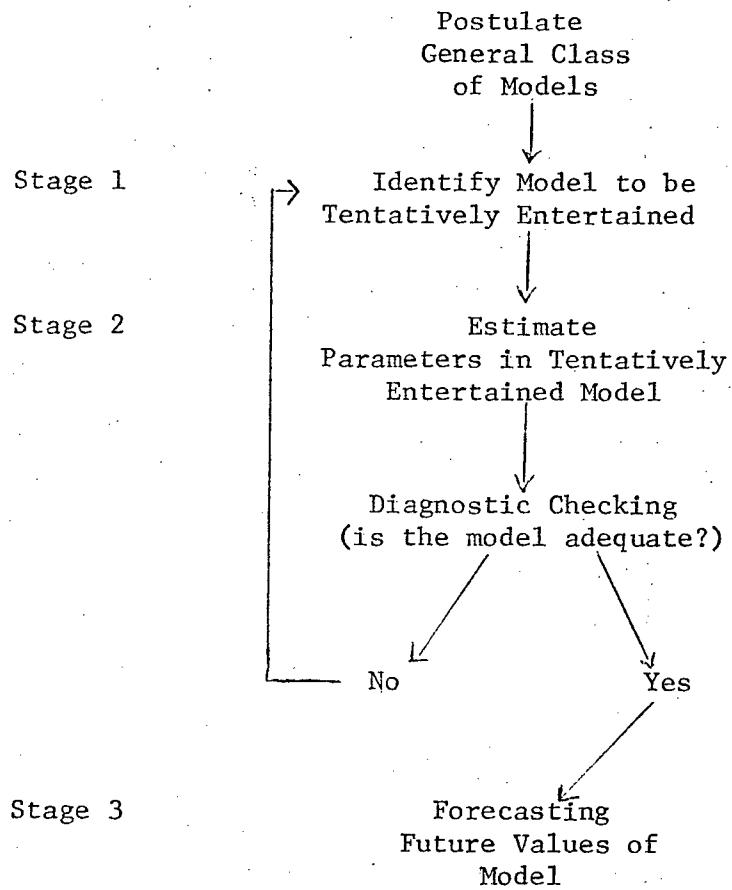 Postulate
General Class
of Models
Stage 1
Identify Model to be
Tentatively Entertained
Stage 2
Estimate
Parameters in Tentatively
Entertained Model
Diagnostic Checking
(is the model adequate?)
No
Yes
Stage 3
Forecasting
Future Values of
Model